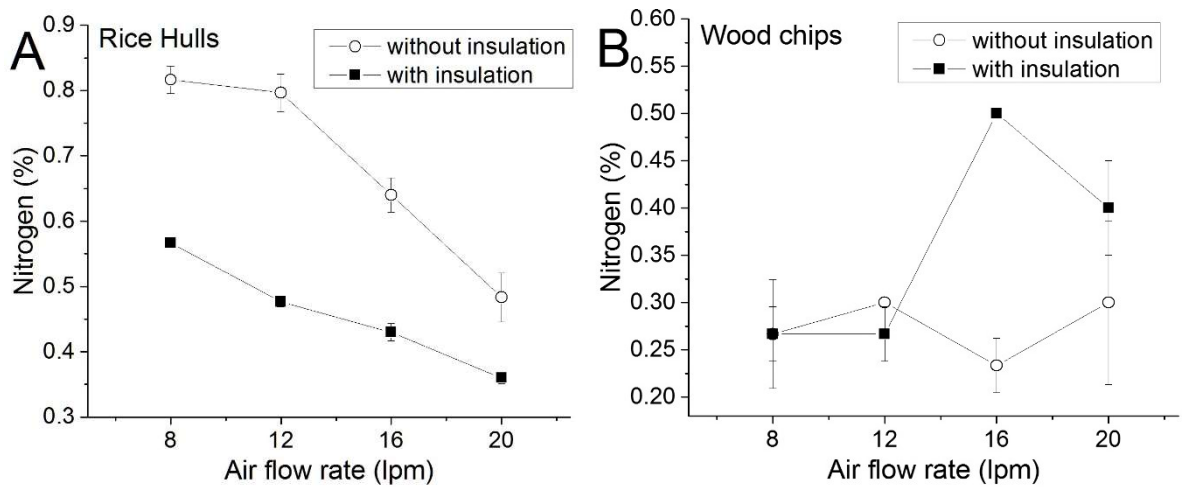 A
Rice Hulls
without insulation
with insulation
0.9
0.8
0.7
0.6
0.5
0.4
0.3
Nitrogen (%)
8 12 16 20
Air flow rate (lpm)
B
Wood chips
without insulation
with insulation
0.60
0.55
0.50
0.45
0.40
0.35
0.30
0.25
0.20
Nitrogen (%)
8 12 16 20
Air flow rate (lpm)